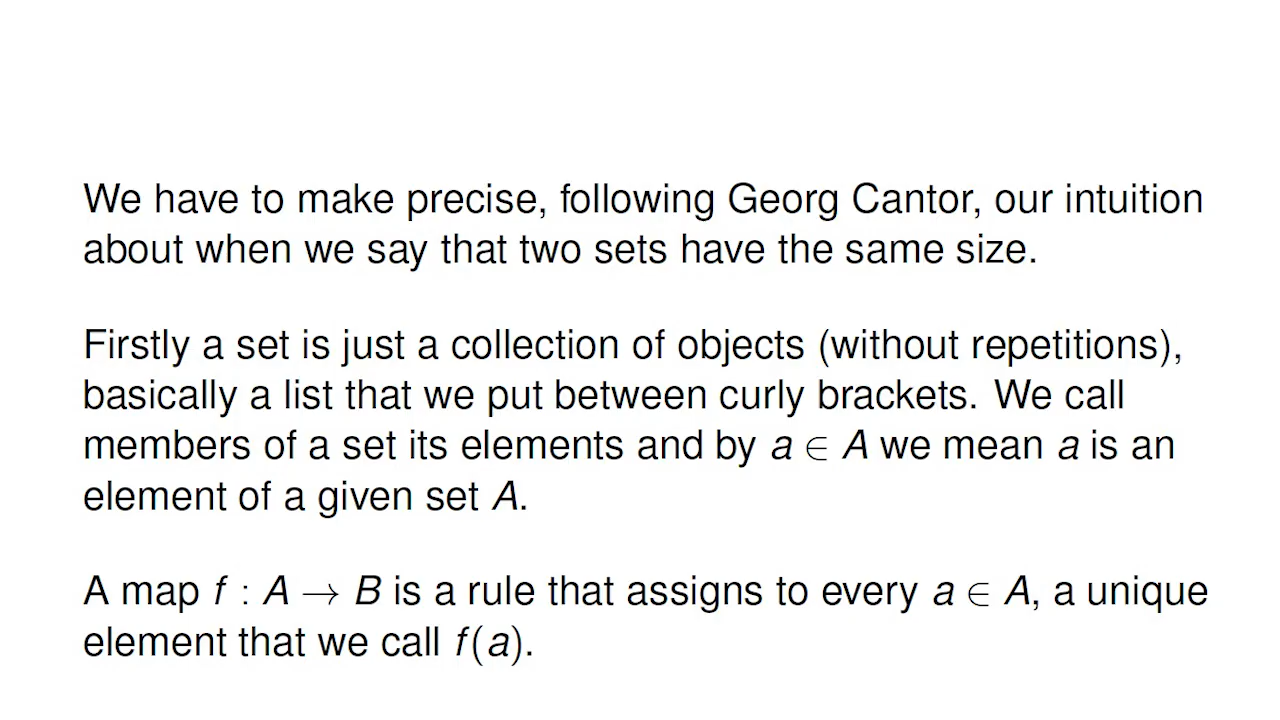 We have to make precise, following Georg Cantor, our intuition
about when we say that two sets have the same size.
Firstly a set is just a collection of objects (without repetitions),
basically a list that we put between curly brackets. We call
members of a set its elements and by a ∈ A we mean a is an
element of a given set A.
A map f : A → B is a rule that assigns to every a ∈ A, a unique
element that we call f(a).